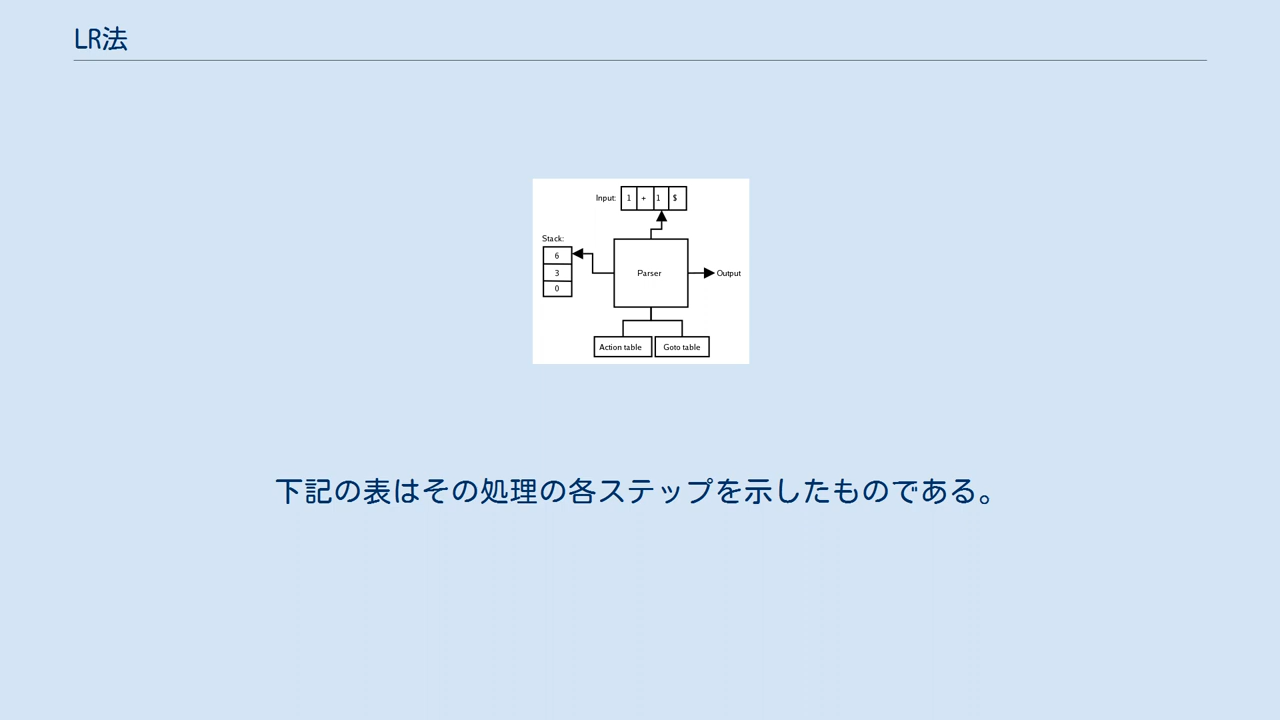 LR法
Input: 1 + 1 $
Stack:
6
3
0
Parser
Output
Action table
Goto table
下記の表はその処理の各ステップを示したものである。